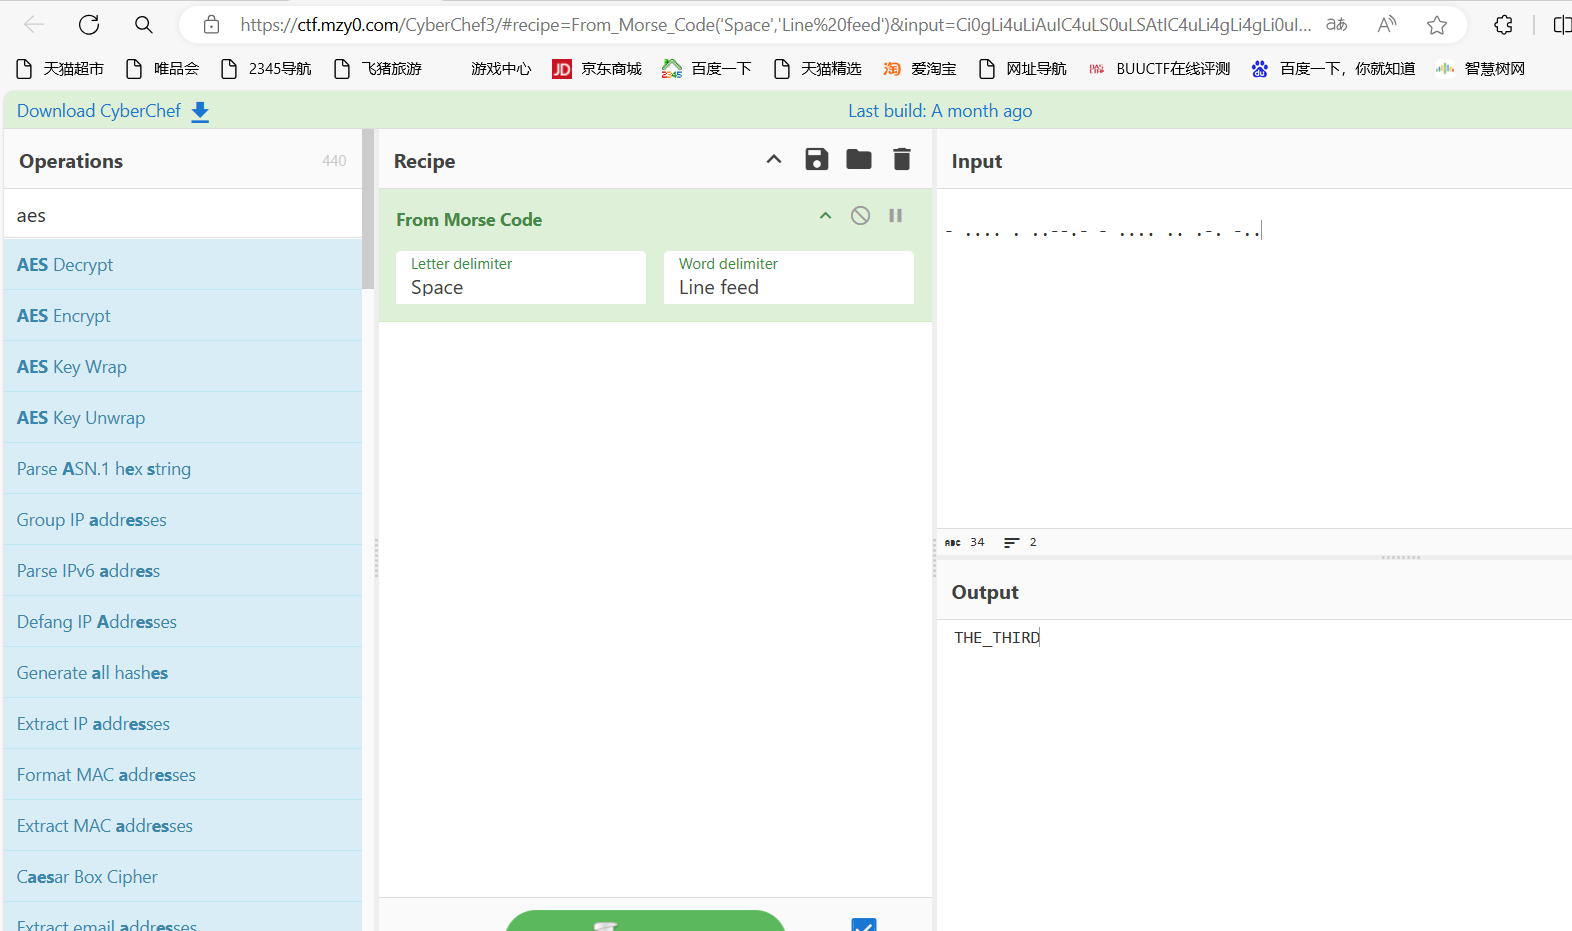 https://ctf.mzy0.com/CyberChef3/#recipe=From_Morse_Code('Space','Line%20feed')&input=Ci0gLi4uLiAuIC4uLS0uLSAtIC4uLi4gLi4gLi0uI...
天猫超市 唯品会 2345导航 飞猪旅游 游戏中心 JD 京东商城 2345 百度一下 天猫精选 淘 爱淘宝 网址导航 BUUCTF在线评测 百度一下，你就知道 智慧树网
Download CyberChef Last build: A month ago
Operations 440
aes
AES Decrypt
AES Encrypt
AES Key Wrap
AES Key Unwrap
Parse ASN.1 hex string
Group IP addresses
Parse IPv6 address
Defang IP Addresses
Generate all hashes
Extract IP addresses
Format MAC addresses
Extract MAC addresses
Caesar Box Cipher
Extract email addresses
Recipe
From Morse Code
Letter delimiter
Space
Word delimiter
Line feed
Input
- .... . ..--.- - .... .. .-. -..
ABC 34 2
Output
THE_THIRD